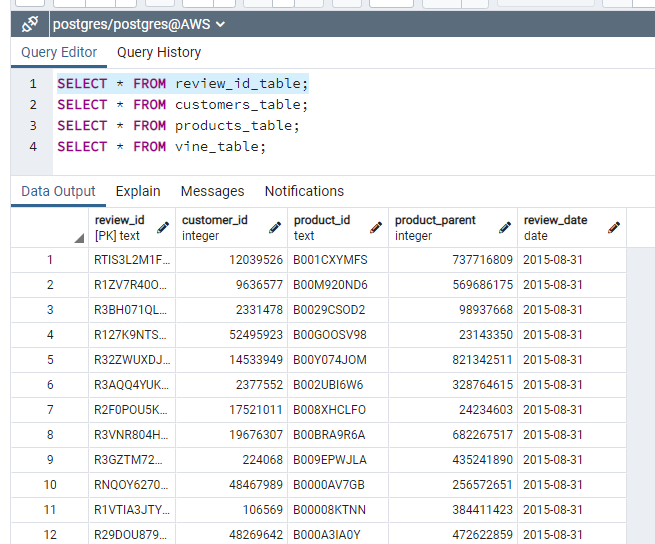 postgres/postgres@AWS
Query Editor Query History
1 SELECT * FROM review_id_table;
2 SELECT * FROM customers_table;
3 SELECT * FROM products_table;
4 SELECT * FROM vine_table;
Data Output Explain Messages Notifications
review_id customer_id product_id product_parent review_date
[PK] text integer text integer date
1 RTIS3L2M1F... 12039526 B001CXYMFS 737716809 2015-08-31
2 R1ZV7R40O... 9636577 B00M920ND6 569686175 2015-08-31
3 R3BH071QL... 2331478 B0029CSOD2 98937668 2015-08-31
4 R127K9NTS... 52495923 B00GOOSV98 23143350 2015-08-31
5 R32ZWUXDJ... 14533949 B00Y074JOM 821342511 2015-08-31
6 R3AQQ4YUK... 2377552 B002UBI6W6 328764615 2015-08-31
7 R2F0POU5K... 17521011 B008XHCLFO 24234603 2015-08-31
8 R3VNR804H... 19676307 B00BRA9R6A 682267517 2015-08-31
9 R3GZTM72... 224068 B009EPWJLA 435241890 2015-08-31
10 RNQOY6270... 48467989 B0000AV7GB 256572651 2015-08-31
11 R1VTIA3JTY... 106569 B00008KTNN 384411423 2015-08-31
12 R29DOU879... 48269642 B000A3IA0Y 472622859 2015-08-31